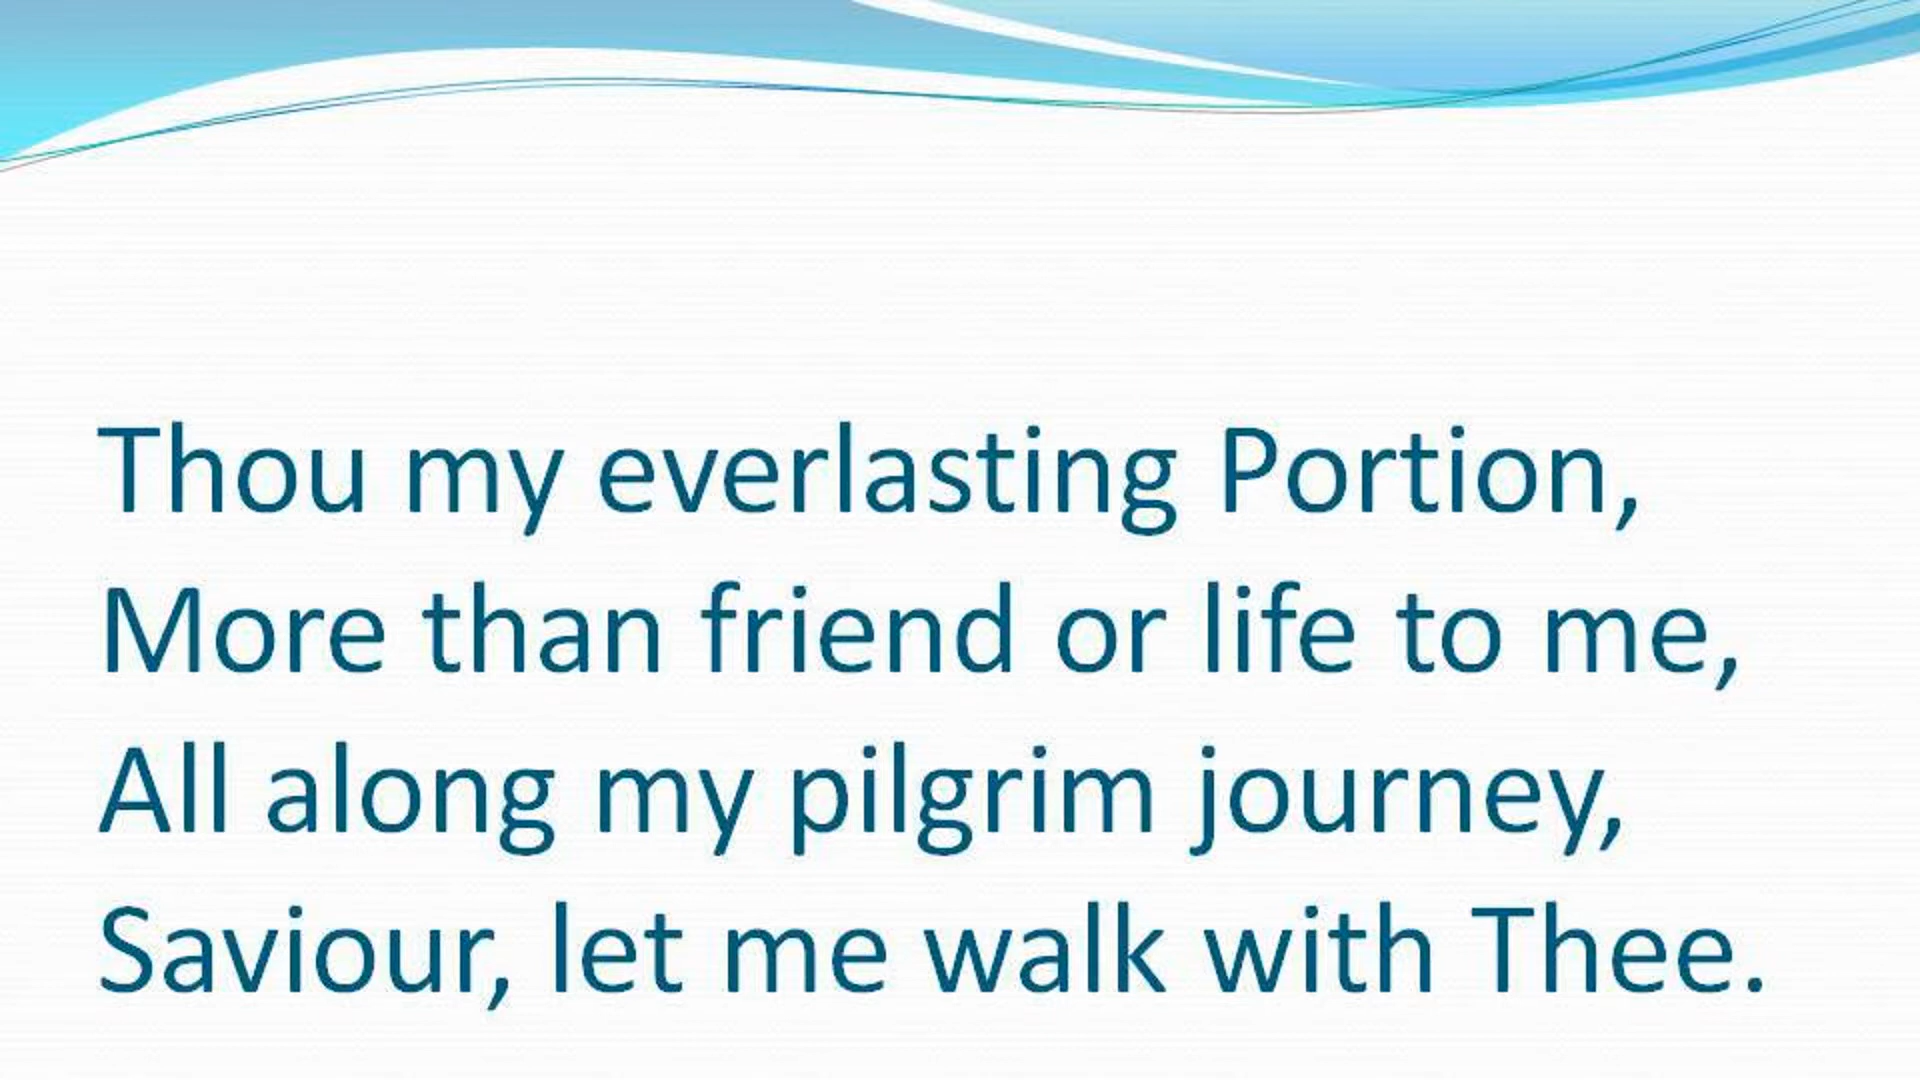 Thou my everlasting Portion,
More than friend or life to me,
All along my pilgrim journey,
Saviour, let me walk with Thee.